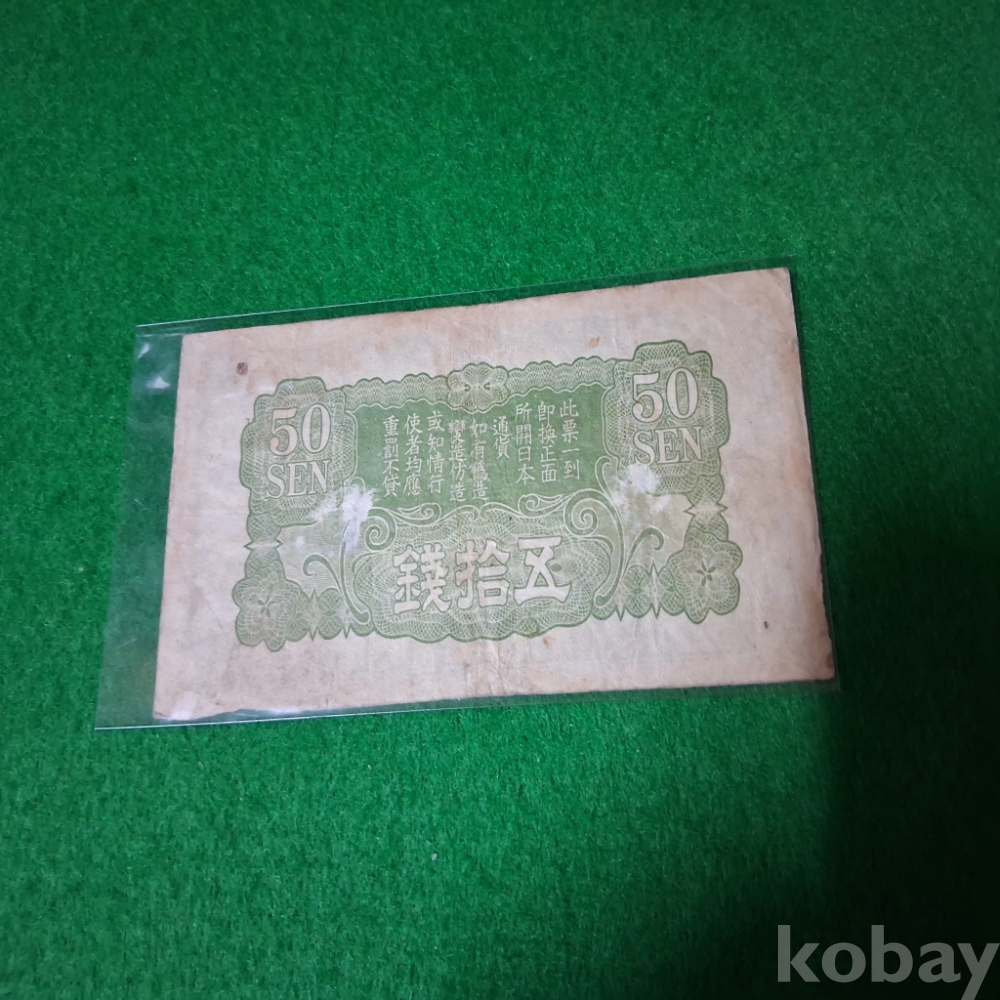 50
SEN
50
SEN
此票一到
即換正面
所開日本
通貨
如有偽造
變造仿造
或知情行
使者均應
重罰不貸
五拾錢
kobay